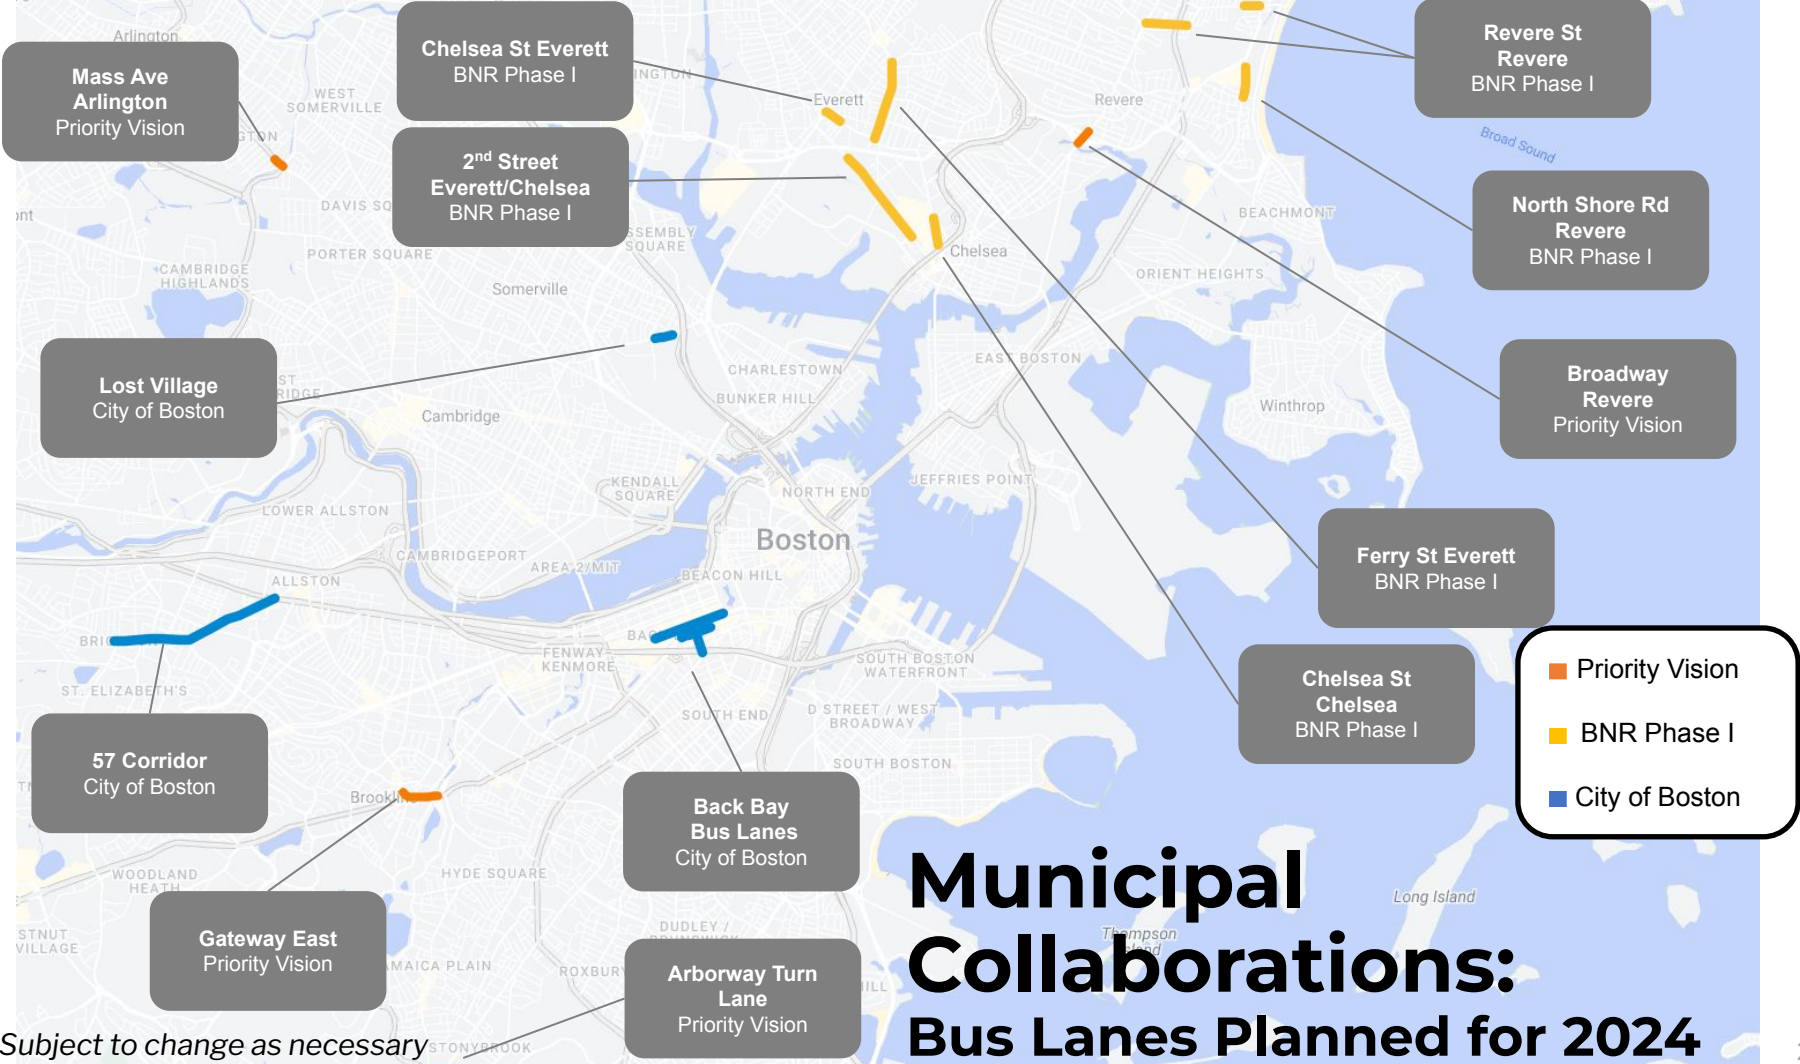 Arlington
Mass Ave
Arlington
Priority Vision
Chelsea St Everett
BNR Phase I
2nd Street
Everett/Chelsea
BNR Phase I
Revere St
Revere
BNR Phase I
WEST
SOMERVILLE
Everett
Revere
Broad Sound
DAVIS SQ
PORTER SQUARE
SQUARE
CAMBRIDGE
HIGHLANDS
Somerville
Chelsea
BEACHMONT
ORIENT HEIGHTS
North Shore Rd
Revere
BNR Phase I
Lost Village
City of Boston
CHARLESTOWN
BUNKER HILL
EAST BOSTON
Winthrop
Cambridge
Broadway
Revere
Priority Vision
KENDALL
SQUARE
NORTH END
JEFFRIES POINT
LOWER ALLSTON
Boston
CAMBRIDGEPORT
AREA 2/MIT
BEACON HILL
ALLSTON
Ferry St Everett
BNR Phase I
FENWAY
KENMORE
SOUTH BOSTON
WATERFRONT
ST. ELIZABETH'S
SOUTH END
D STREET / WEST
BROADWAY
Chelsea St
Chelsea
BNR Phase I
Priority Vision
BNR Phase I
City of Boston
57 Corridor
City of Boston
SOUTH BOSTON
Back Bay
Bus Lanes
City of Boston
WOODLAND
HEATH
HYDE SQUARE
Gateway East
Priority Vision
VILLAGE
DUDLEY /
ROXBURY
Arborway Turn
Lane
Priority Vision
Long Island
Thompson
Island
Municipal
Collaborations:
Bus Lanes Planned for 2024
Subject to change as necessary
STONYBROOK